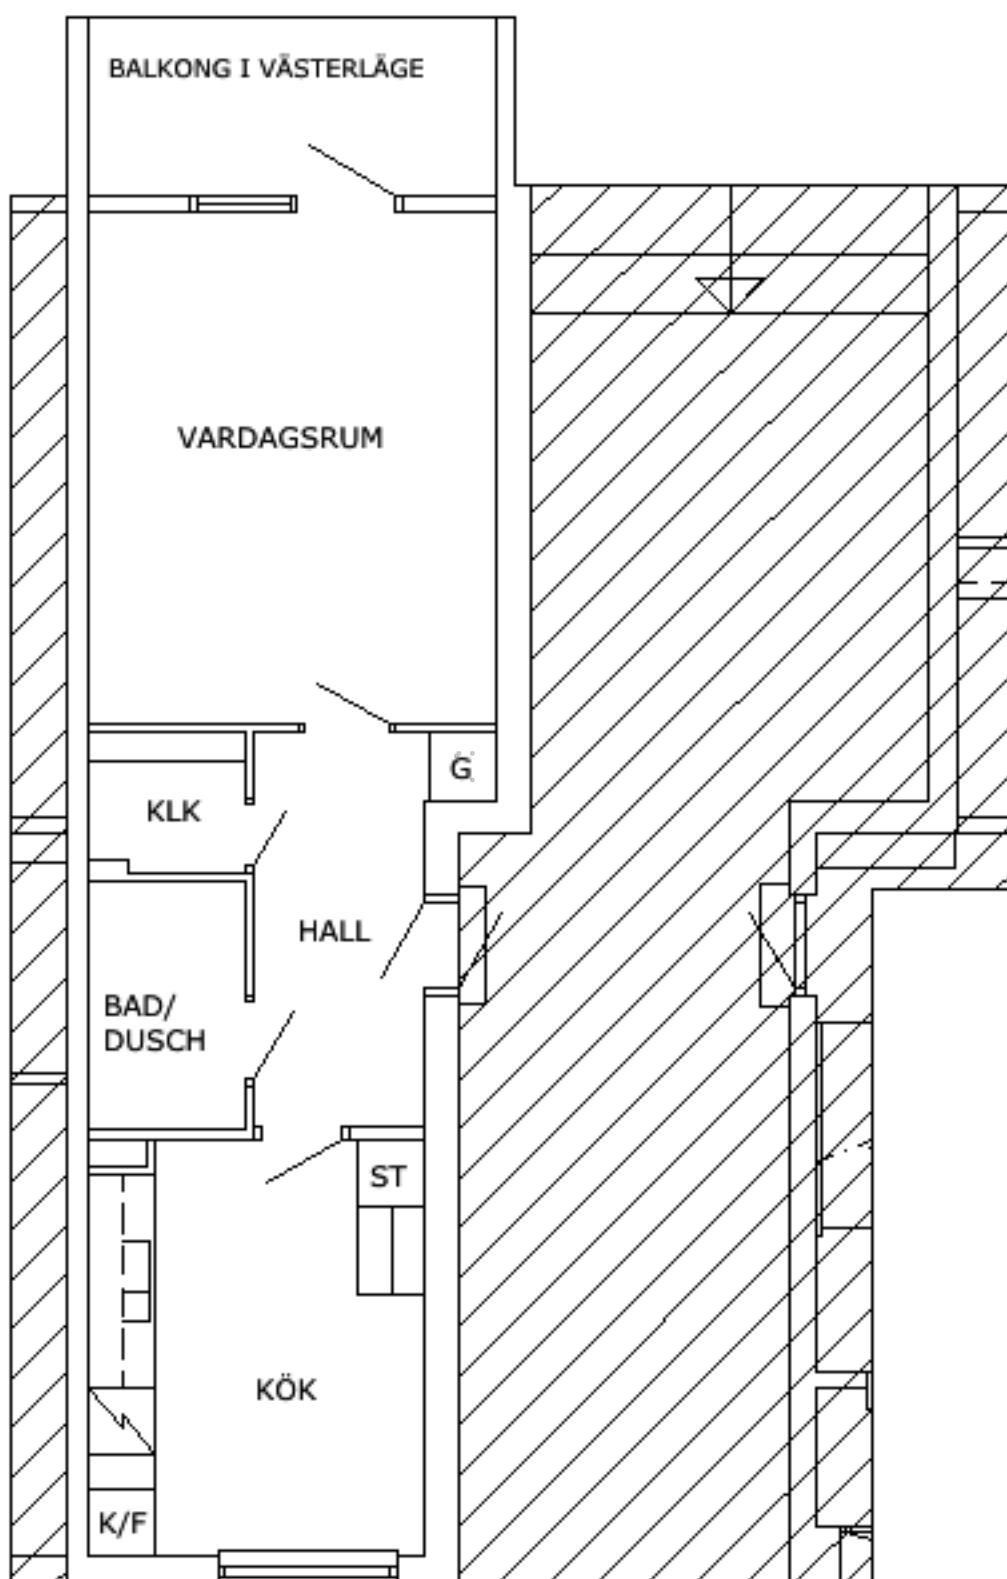 BALKONG I VÄSTERLÄGE
VARDAGSRUM
G
KLK
HALL
BAD/
DUSCH
ST
KÖK
K/F